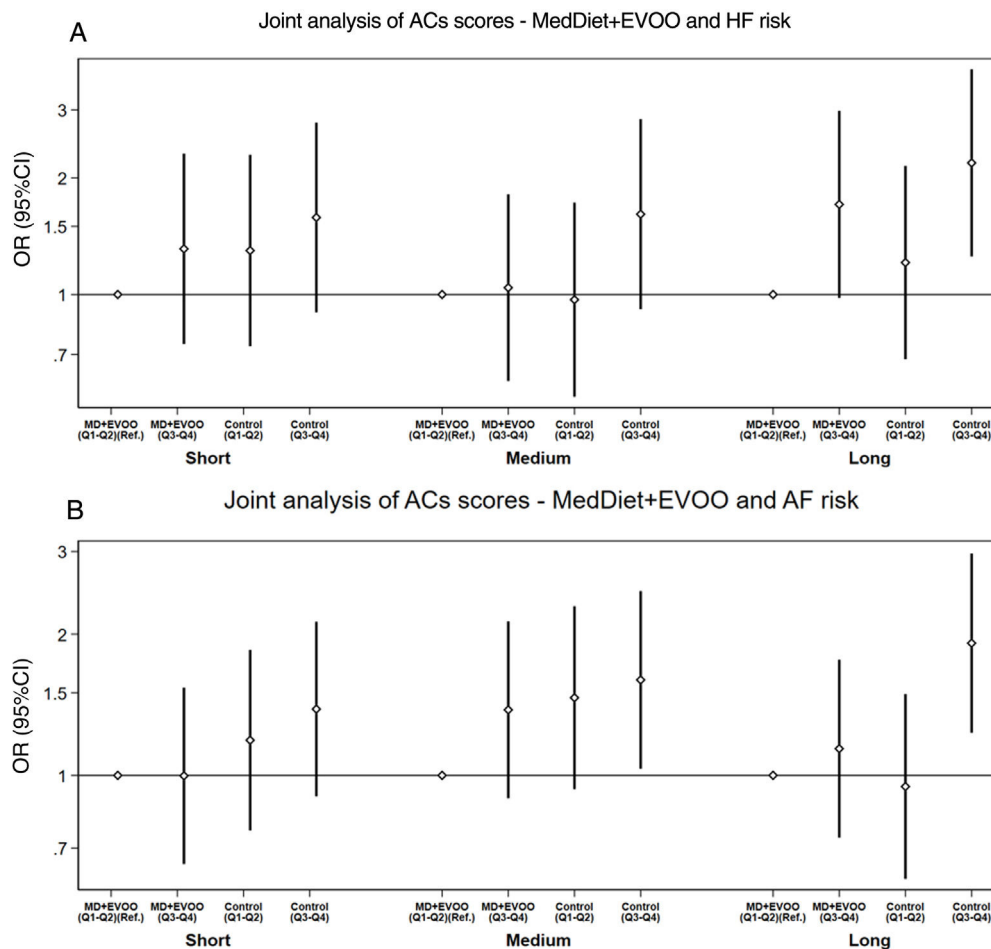 A
Joint analysis of ACs scores - MedDiet+EVOO and HF risk
OR (95%CI)
3
2
1.5
1
.7
MD+EVOO MD+EVOO Control Control MD+EVOO MD+EVOO Control Control MD+EVOO MD+EVOO Control Control
(Q1-Q2)(Ref.) (Q3-Q4) (Q1-Q2) (Q3-Q4) (Q1-Q2)(Ref.) (Q3-Q4) (Q1-Q2) (Q3-Q4) (Q1-Q2)(Ref.) (Q3-Q4) (Q1-Q2) (Q3-Q4)
Short Medium Long
B
Joint analysis of ACs scores - MedDiet+EVOO and AF risk
OR (95%CI)
3
2
1.5
1
.7
MD+EVOO MD+EVOO Control Control MD+EVOO MD+EVOO Control Control MD+EVOO MD+EVOO Control Control
(Q1-Q2)(Ref.) (Q3-Q4) (Q1-Q2) (Q3-Q4) (Q1-Q2)(Ref.) (Q3-Q4) (Q1-Q2) (Q3-Q4) (Q1-Q2)(Ref.) (Q3-Q4) (Q1-Q2) (Q3-Q4)
Short Medium Long